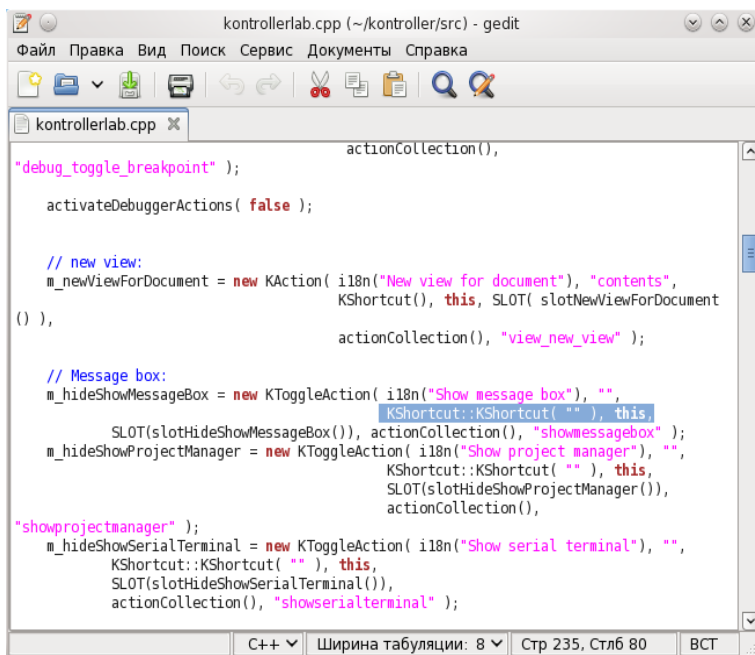 kontrollerlab.cpp (~/kontroller/src) - gedit
Файл Правка Вид Поиск Сервис Документы Справка
kontrollerlab.cpp
actionCollection(),
"debug_toggle_breakpoint" );
activateDebuggerActions( false );
// new view:
m_newViewForDocument = new KAction( i18n("New view for document"), "contents",
KShortcut(), this, SLOT( slotNewViewForDocument
() ),
actionCollection(), "view_new_view" );
// Message box:
m_hideShowMessageBox = new KToggleAction( i18n("Show message box"), "",
KShortcut::KShortcut( "" ), this,
SLOT(slotHideShowMessageBox()), actionCollection(), "showmessagebox" );
m_hideShowProjectManager = new KToggleAction( i18n("Show project manager"), "",
KShortcut::KShortcut( "" ), this,
SLOT(slotHideShowProjectManager()),
actionCollection(),
"showprojectmanager" );
m_hideShowSerialTerminal = new KToggleAction( i18n("Show serial terminal"), "",
KShortcut::KShortcut( "" ), this,
SLOT(slotHideShowSerialTerminal()),
actionCollection(), "showserialterminal" );
C++ Ширина табуляции: 8 Стр 235, Стлб 80 ВСТ